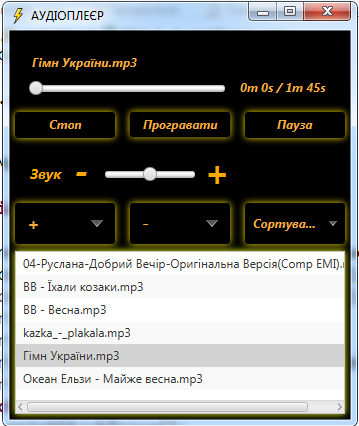 АУДІОПЛЕЄР
Гімн України.mp3
0m 0s / 1m 45s
Стоп Програвати Пауза
Звук - +
+ - Сортува...
04-Руслана-Добрий Вечір-Оригінальна Версія(Comp EMI).m
ВВ - Їхали козаки.mp3
ВВ - Весна.mp3
kazka_-_plakala.mp3
Гімн України.mp3
Океан Ельзи - Майже весна.mp3